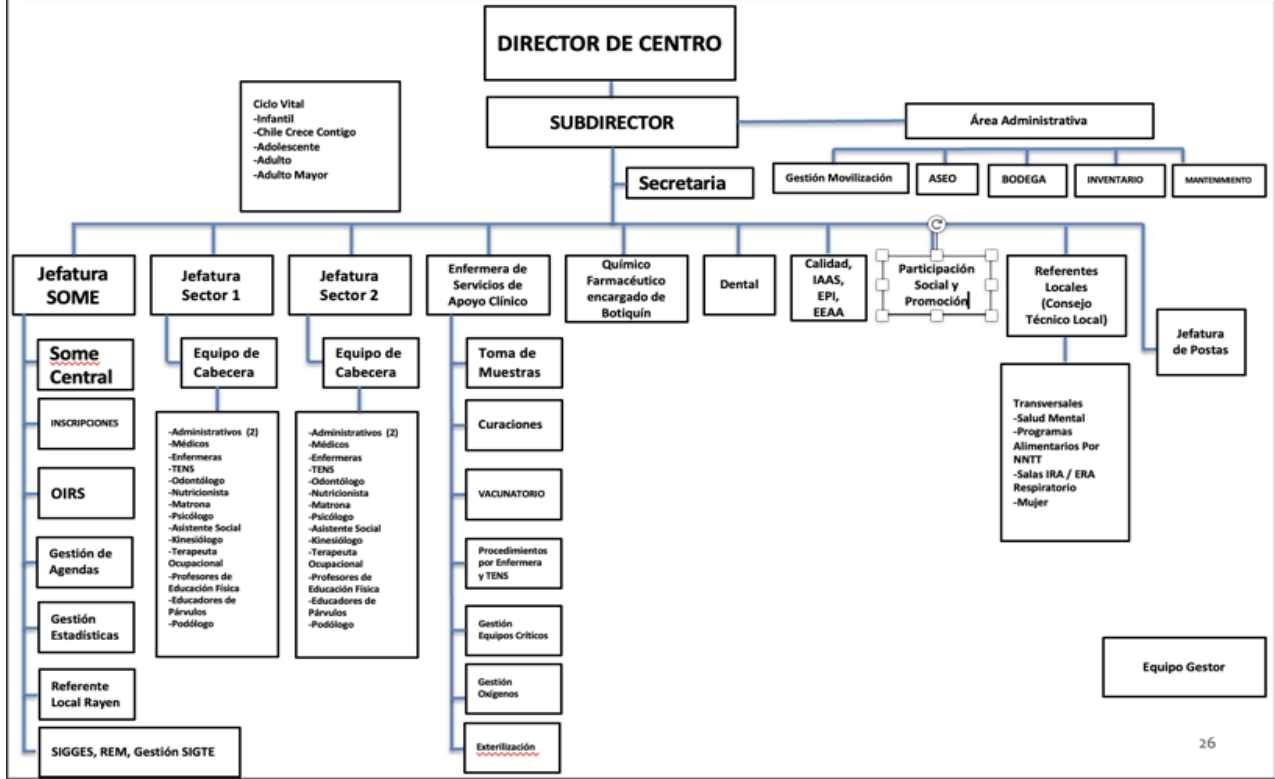 DIRECTOR DE CENTRO
Ciclo Vital
-Infantil
-Chile Crece Contigo
-Adolescente
-Adulto
-Adulto Mayor
SUBDIRECTOR
Área Administrativa
Secretaria
Gestión Movilización
ASEO
BODEGA
INVENTARIO
MANTENIMIENTO
Jefatura
SOME
Jefatura
Sector 1
Jefatura
Sector 2
Enfermera de
Servicios de
Apoyo Clínico
Químico
Farmacéutico
encargado de
Botiquín
Dental
Calidad,
IAAS,
EPI,
EEAA
Participación
Social y
Promoción
Referentes
Locales
(Consejo
Técnico Local)
Jefatura
de Postas
Some
Central
INSCRIPCIONES
OIRS
Gestión de
Agendas
Gestión
Estadísticas
Referente
Local Rayen
SIGGES, REM, Gestión SIGTE
Equipo de
Cabecera
-Administrativos (2)
-Médicos
-Enfermeras
-TENS
-Odontólogo
-Nutricionista
-Matrona
-Psicólogo
-Asistente Social
-Kinesiólogo
-Terapeuta
Ocupacional
-Profesores de
Educación Física
-Educadores de
Párvulos
-Podólogo
Equipo de
Cabecera
-Administrativos (2)
-Médicos
-Enfermeras
-TENS
-Odontólogo
-Nutricionista
-Matrona
-Psicólogo
-Asistente Social
-Kinesiólogo
-Terapeuta
Ocupacional
-Profesores de
Educación Física
-Educadores de
Párvulos
-Podólogo
Toma de
Muestras
Curaciones
VACUNATORIO
Procedimientos
por Enfermera
y TENS
Gestión
Equipos Críticos
Gestión
Oxígenos
Exterilización
Transversales
-Salud Mental
-Programas
Alimentarios Por
NNTT
-Salas IRA / ERA
Respiratorio
-Mujer
Equipo Gestor
26